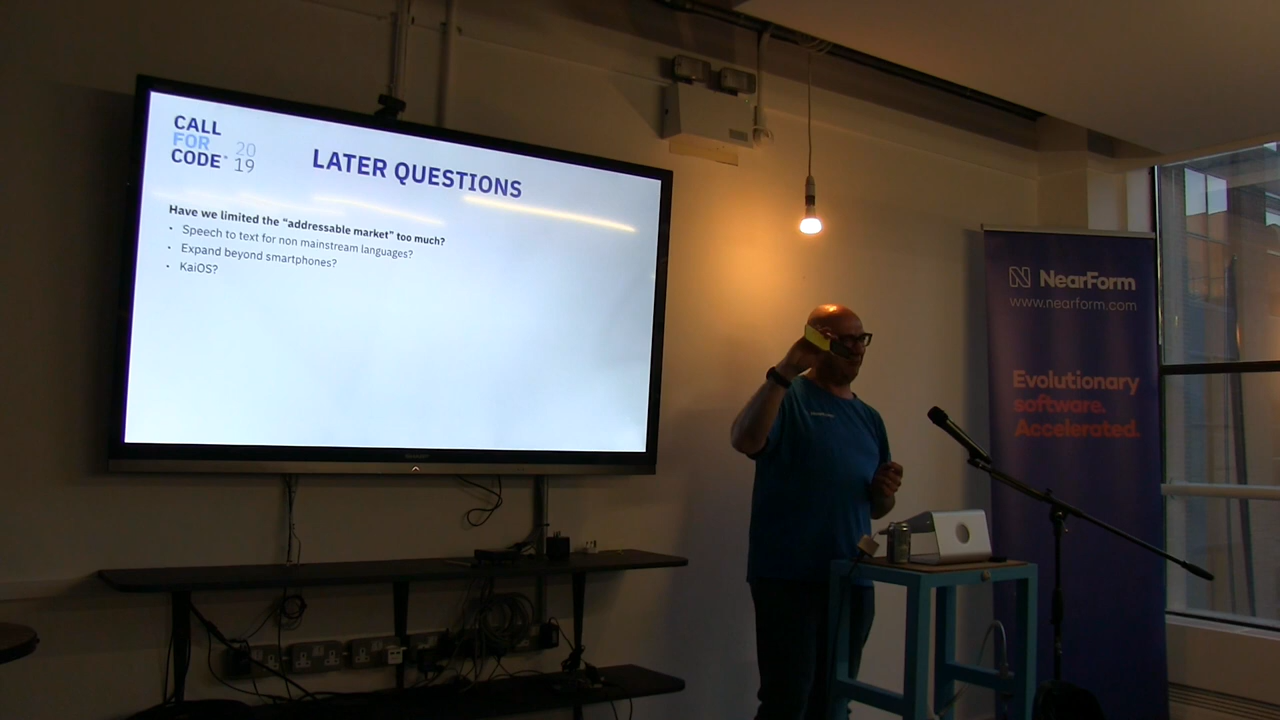 CALL
FOR 20
CODE 19
LATER QUESTIONS
Have we limited the “addressable market” too much?
• Speech to text for non mainstream languages?
• Expand beyond smartphones?
• KaiOS?
NearForm
www.nearform.com
Evolutionary
software.
Accelerated.